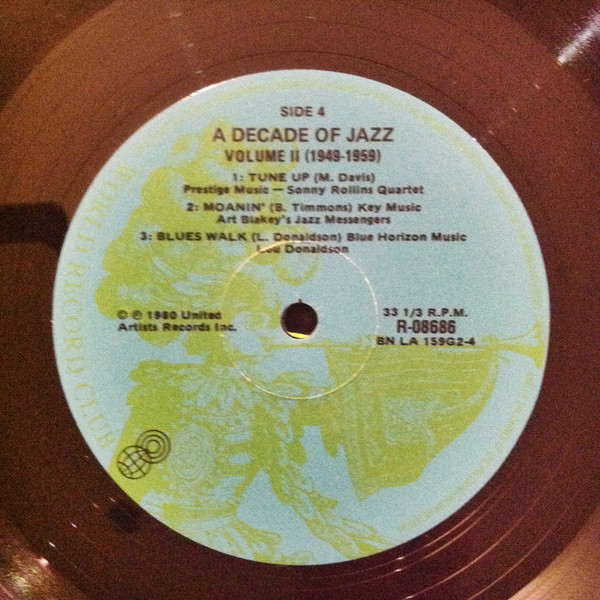 SIDE 4
A DECADE OF JAZZ
VOLUME II (1949-1959)
1: TUNE UP (M. Davis)
Prestige Music — Sonny Rollins Quartet
2: MOANIN' (B. Timmons) Key Music
Art Blakey's Jazz Messengers
3: BLUES WALK (L. Donaldson) Blue Horizon Music
Lou Donaldson
© ℗ 1980 United
Artists Records Inc.
33 1/3 R.P.M.
R-08686
BN LA 159G2-4
RECORD CLUB